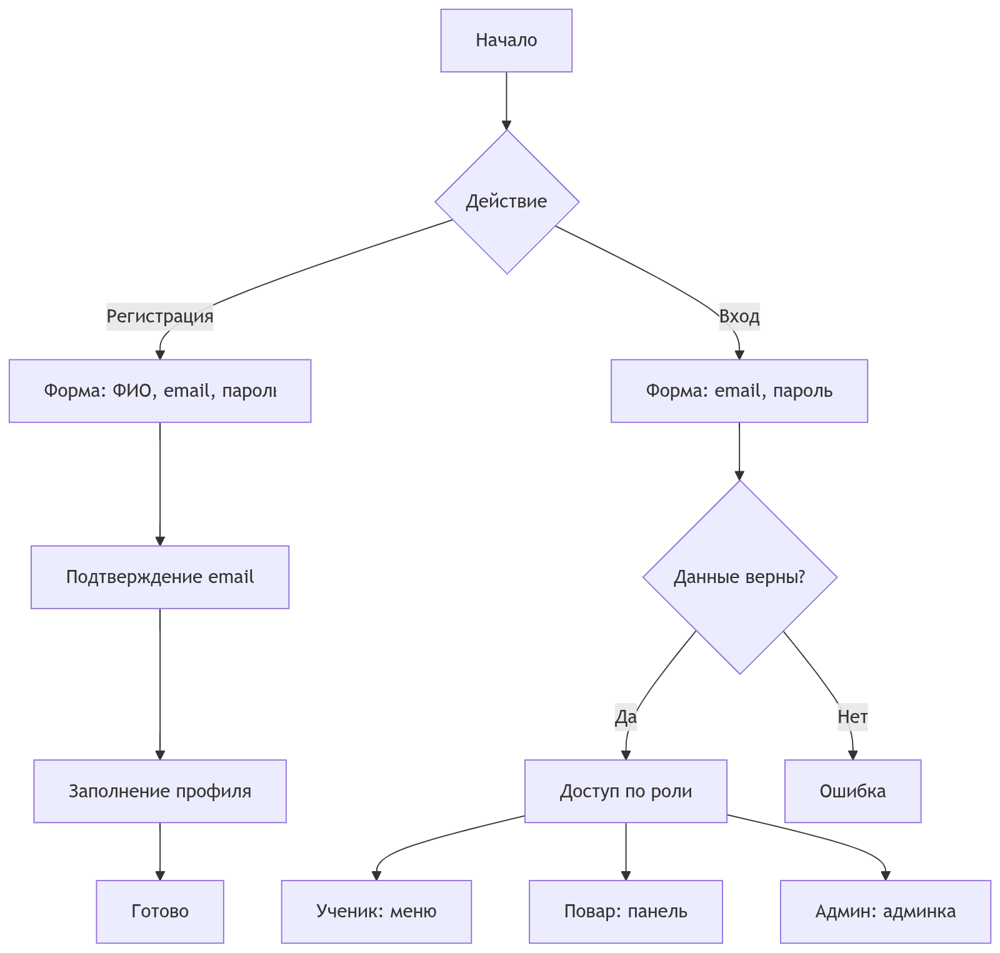 Начало
Действие
Регистрация
Вход
Форма: ФИО, email, пароль
Форма: email, пароль
Подтверждение email
Данные верны?
Да
Нет
Заполнение профиля
Доступ по роли
Ошибка
Готово
Ученик: меню
Повар: панель
Админ: админка